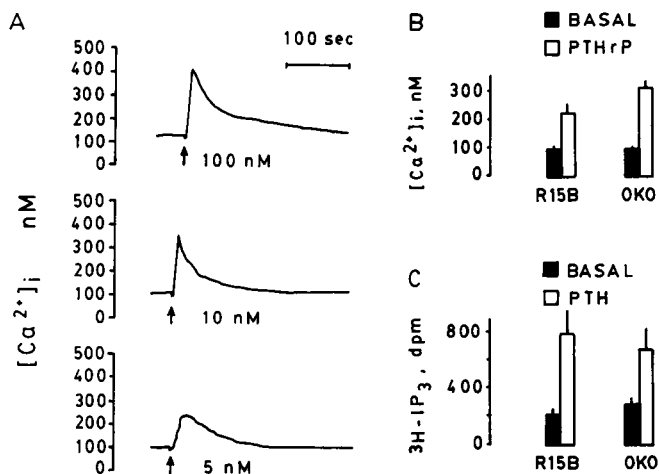 A
100 sec
500
400
300
200
100
0
100 nM
500
400
300
200
100
0
10 nM
500
400
300
200
100
0
5 nM
[Ca²⁺]i nM
B
BASAL
PTHrP
[Ca²⁺]i, nM
300
200
100
0
R15B
OKO
C
BASAL
PTH
3H-IP₃, dpm
800
400
0
R15B
OKO